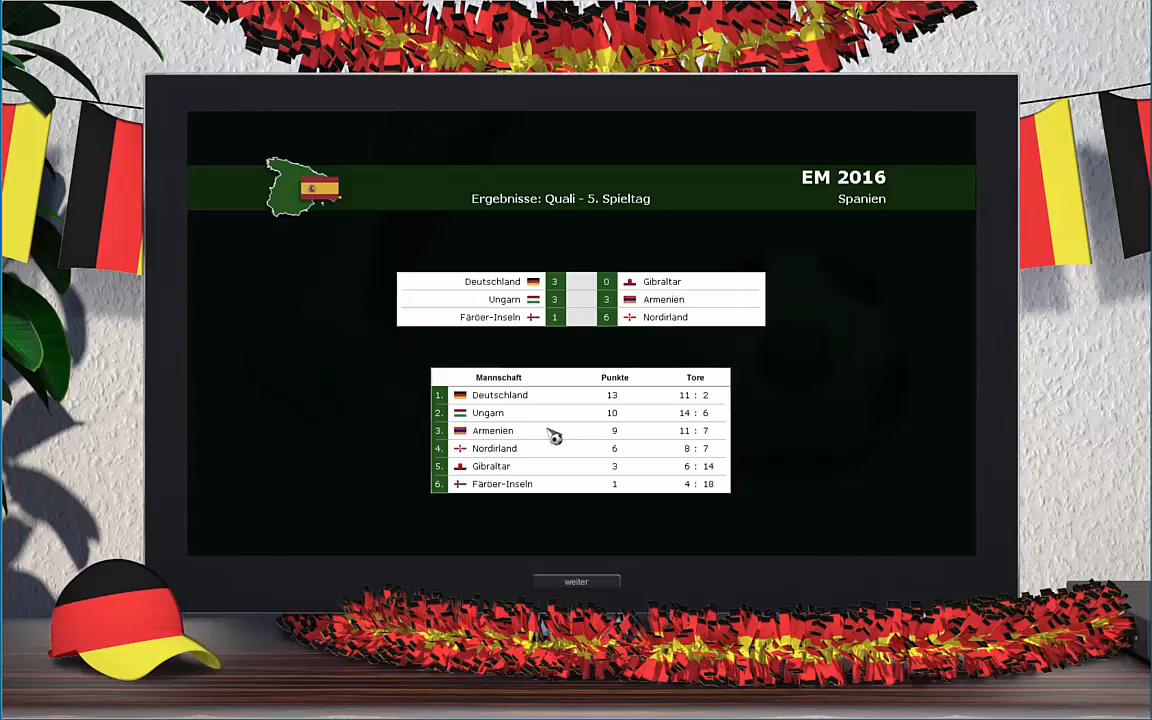 EM 2016
Ergebnisse: Quali - 5. Spieltag
Spanien
Deutschland 3 0 Gibraltar
Ungarn 3 3 Armenien
Färöer-Inseln 1 6 Nordirland
Mannschaft Punkte Tore
1. Deutschland 13 11 : 2
2. Ungarn 10 14 : 6
3. Armenien 9 11 : 7
4. Nordirland 6 8 : 7
5. Gibraltar 3 6 : 14
6. Färöer-Inseln 1 4 : 18
weiter